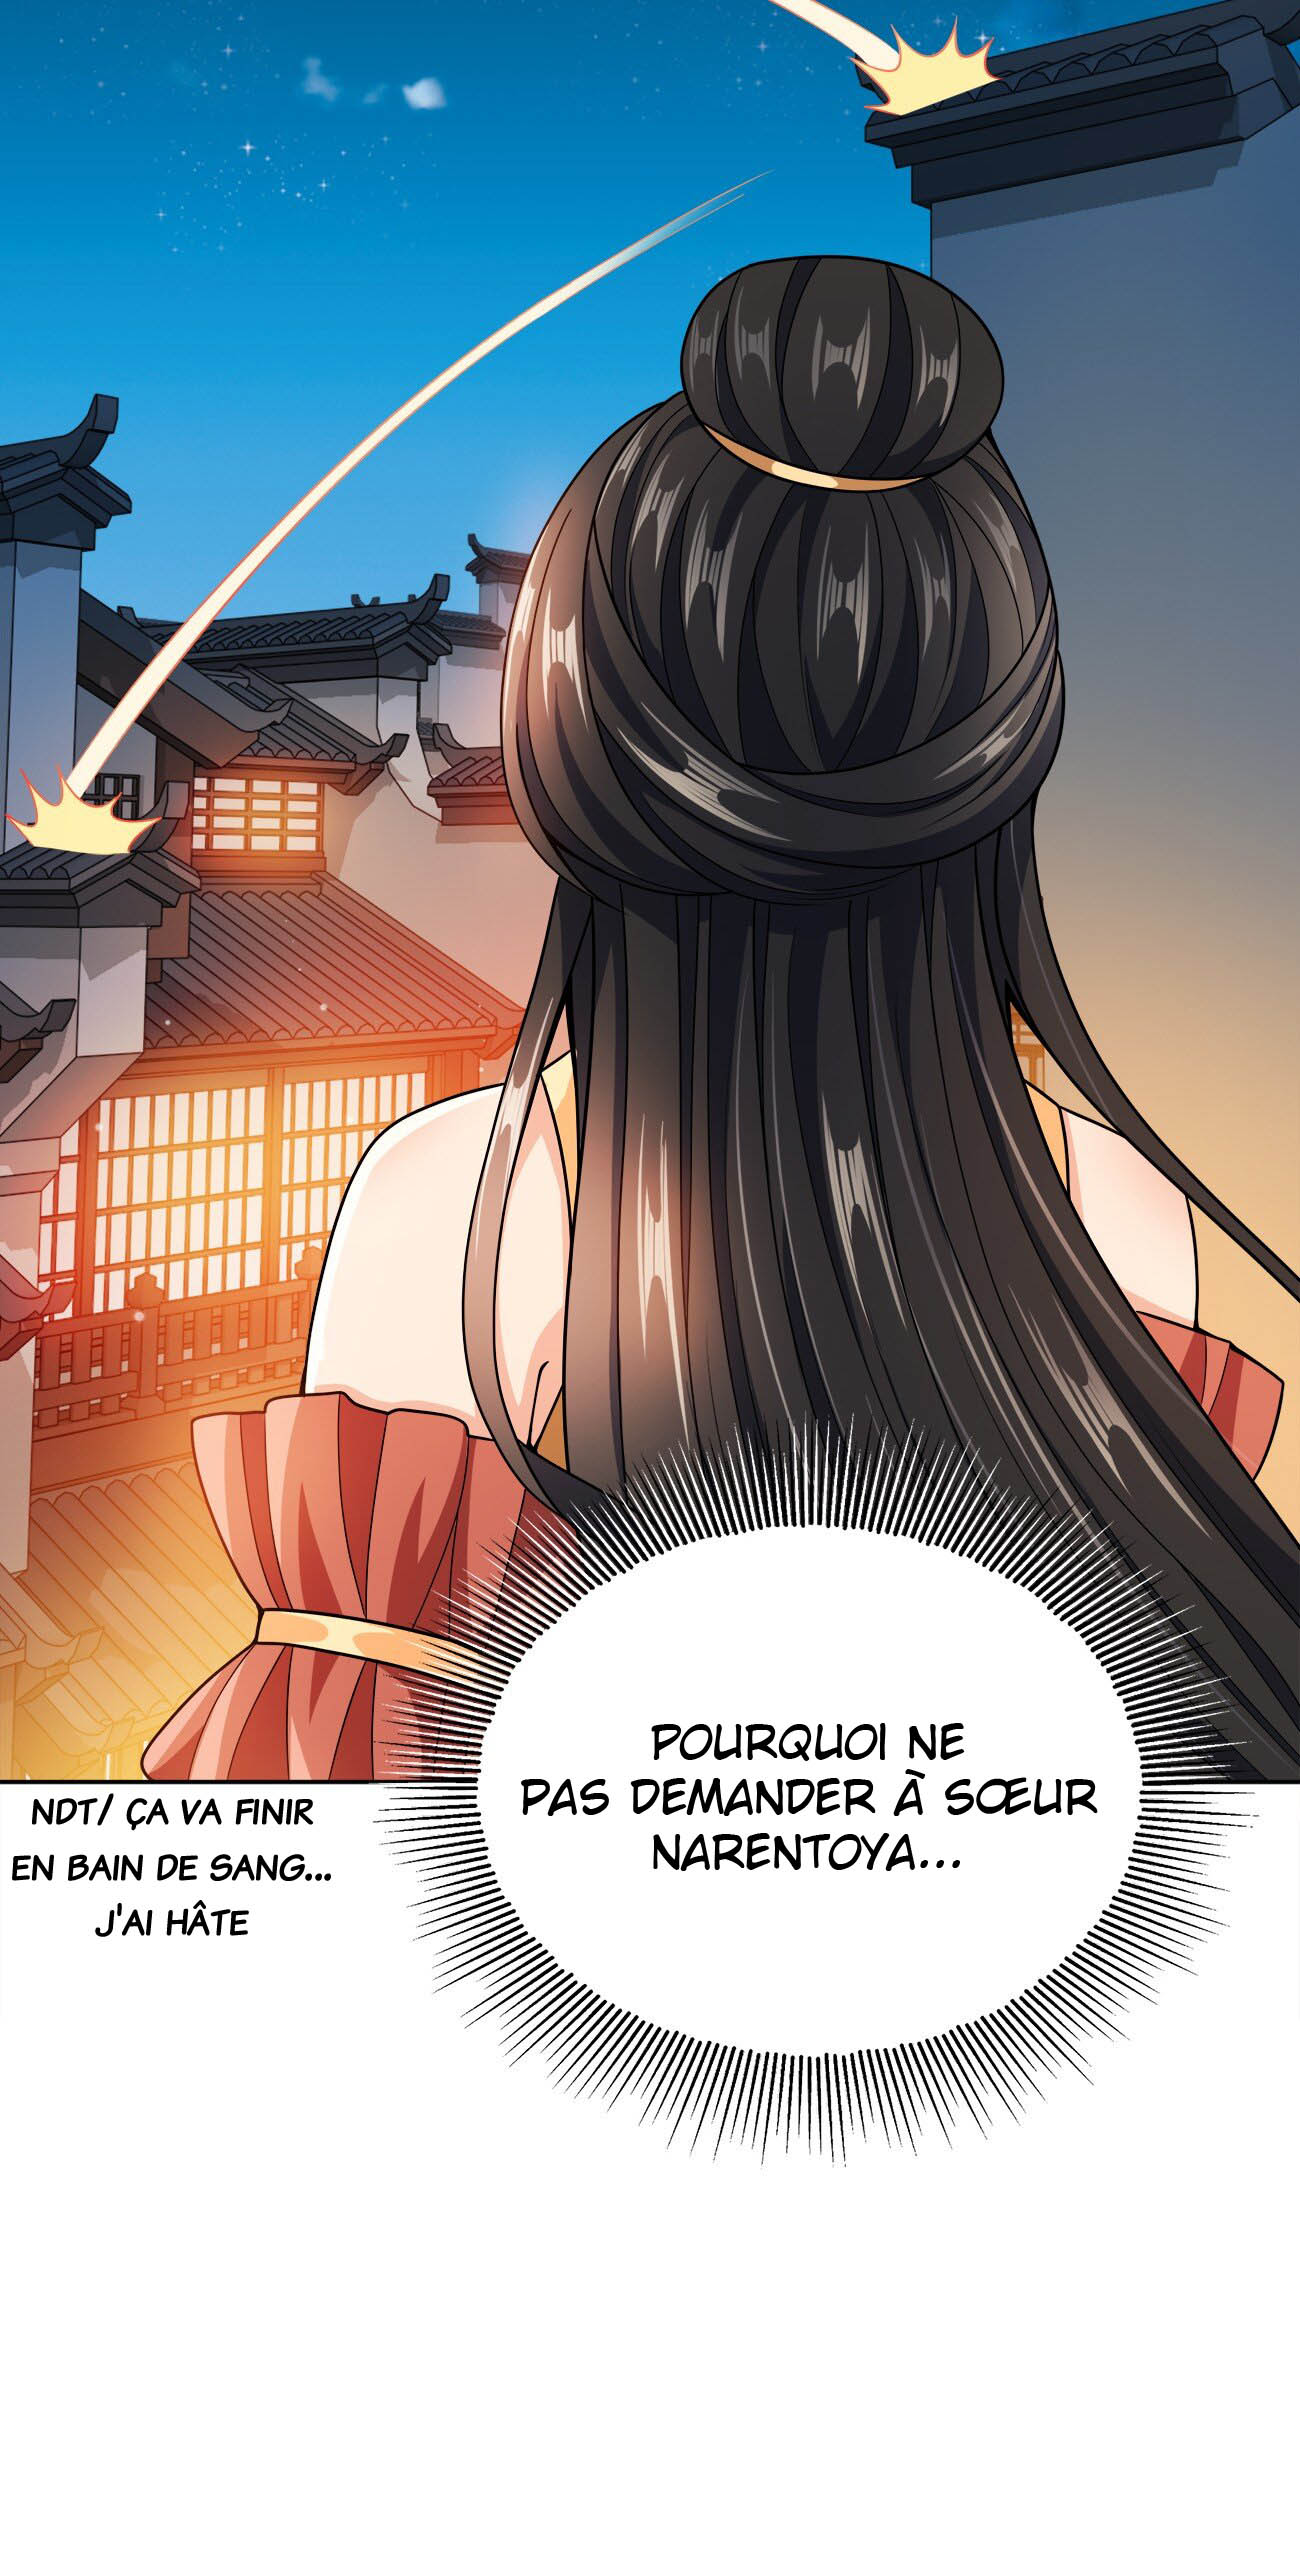 POURQUOI NE
PAS DEMANDER À SŒUR
NARENTOYA...
NDT/ ÇA VA FINIR
EN BAIN DE SANG...
J'AI HÂTE